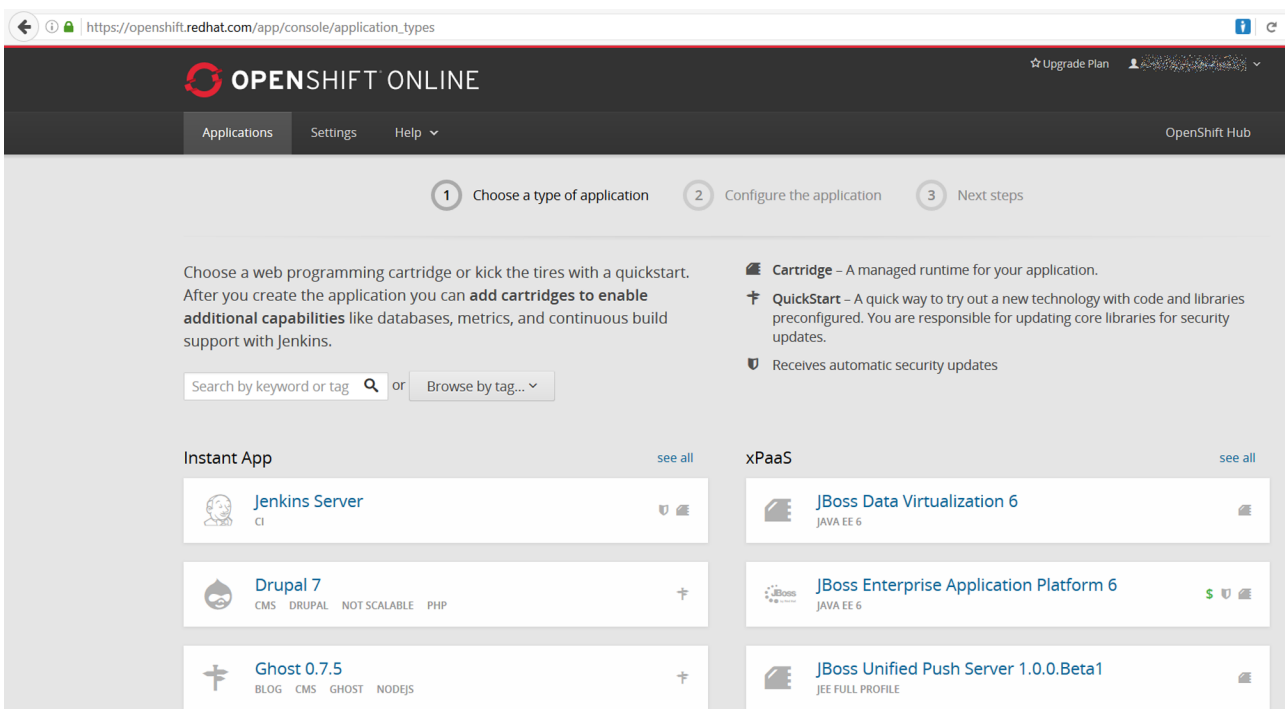 https://openshift.redhat.com/app/console/application_types
OPENSHIFT ONLINE
Upgrade Plan
Applications Settings Help OpenShift Hub
1 Choose a type of application 2 Configure the application 3 Next steps
Choose a web programming cartridge or kick the tires with a quickstart.
After you create the application you can add cartridges to enable
additional capabilities like databases, metrics, and continuous build
support with Jenkins.
Search by keyword or tag or Browse by tag...
Cartridge – A managed runtime for your application.
QuickStart – A quick way to try out a new technology with code and libraries
preconfigured. You are responsible for updating core libraries for security
updates.
Receives automatic security updates
Instant App see all
Jenkins Server
CI
Drupal 7
CMS DRUPAL NOT SCALABLE PHP
Ghost 0.7.5
BLOG CMS GHOST NODEJS
xPaaS see all
JBoss Data Virtualization 6
JAVA EE 6
JBoss
JBoss Enterprise Application Platform 6
JAVA EE 6
$
JBoss Unified Push Server 1.0.0.Beta1
JEE FULL PROFILE